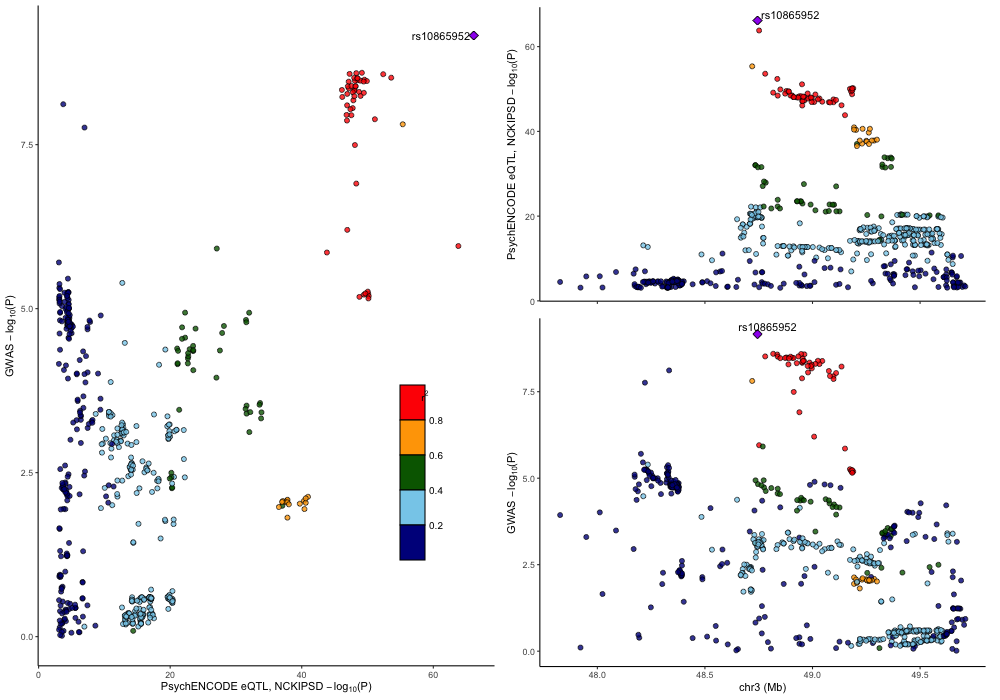 rs10865952
7.5
5.0
2.5
0.0
GWAS − log10(P)
0
20
40
60
PsychENCODE eQTL, NCKIPSD − log10(P)
r2
0.8
0.6
0.4
0.2
rs10865952
60
40
20
0
PsychENCODE eQTL, NCKIPSD − log10(P)
rs10865952
7.5
5.0
2.5
0.0
GWAS − log10(P)
48.0
48.5
49.0
49.5
chr3 (Mb)